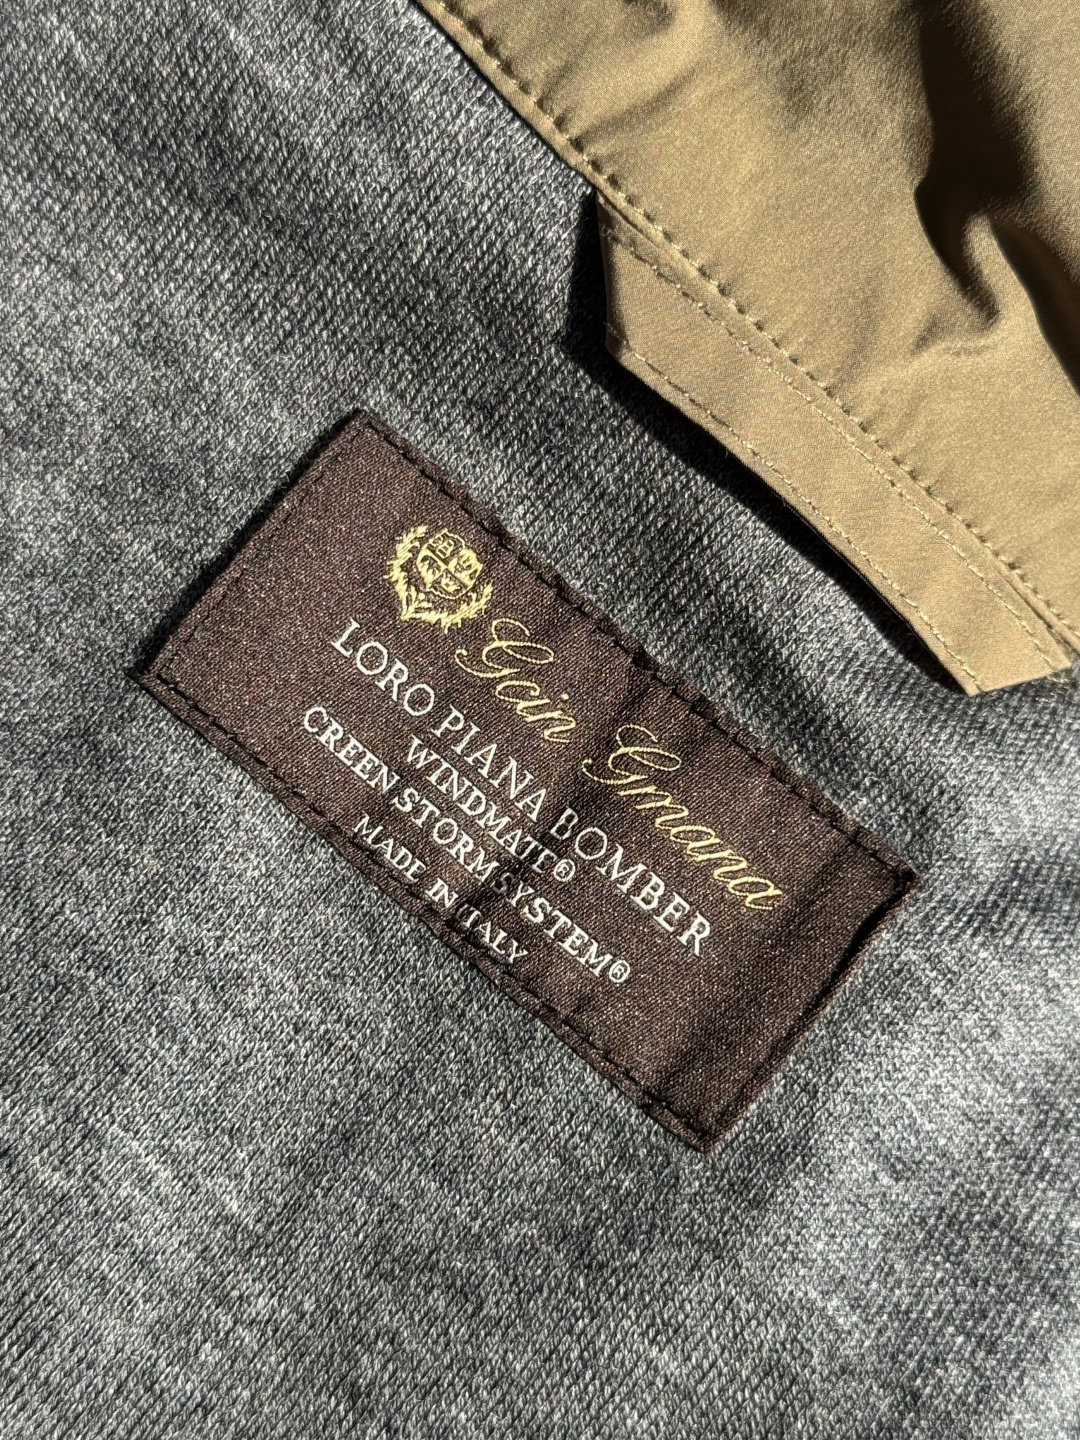 Gcin Gmana
LORO PIANA BOMBER
WINDMATE®
CREEN STORM SYSTEM®
MADE IN ITALY